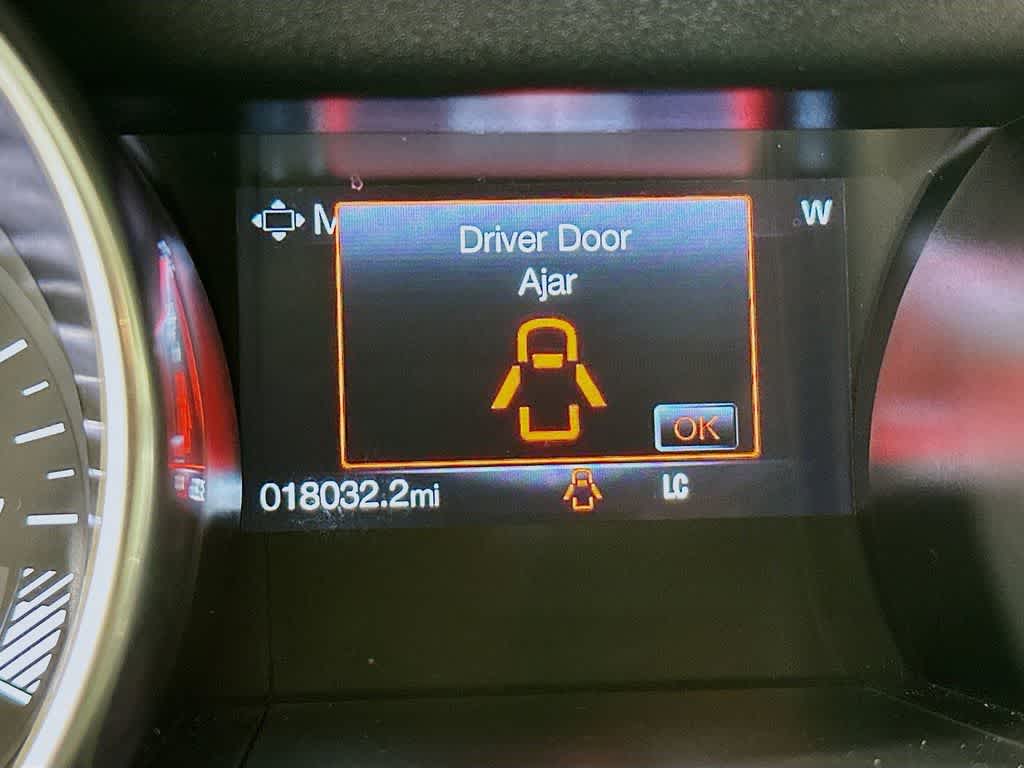 M
W
Driver Door
Ajar
OK
018032.2mi
LC